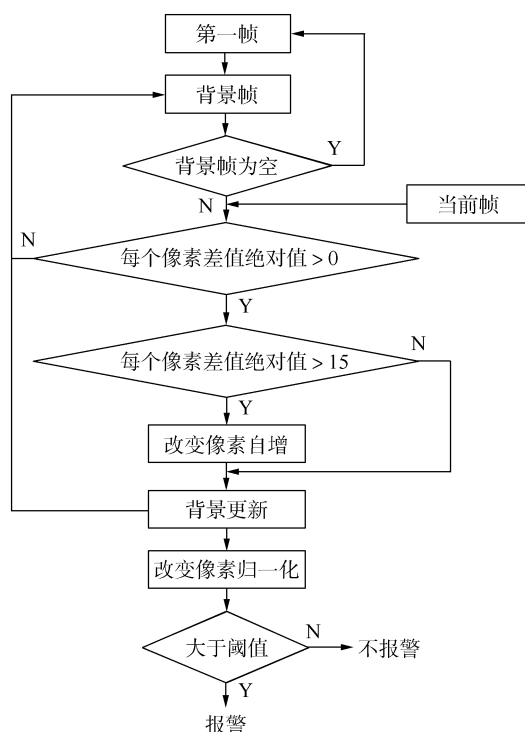 第一帧
背景帧
背景帧为空
Y
N
当前帧
N
每个像素差值绝对值>0
Y
每个像素差值绝对值>15
N
Y
改变像素自增
背景更新
改变像素归一化
大于阈值
N
不报警
Y
报警